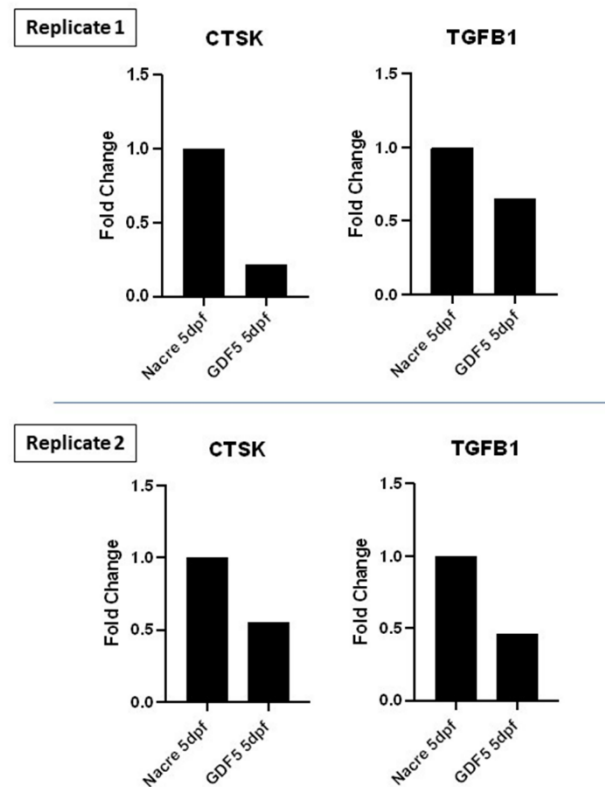 Replicate 1
CTSK
TGFB1
Fold Change
1.5
1.0
0.5
0.0
Nacre 5dpf
GDF5 5dpf
Fold Change
1.5
1.0
0.5
0.0
Nacre 5dpf
GDF5 5dpf
Replicate 2
CTSK
TGFB1
Fold Change
1.5
1.0
0.5
0.0
Nacre 5dpf
GDF5 5dpf
Fold Change
1.5
1.0
0.5
0.0
Nacre 5dpf
GDF5 5dpf